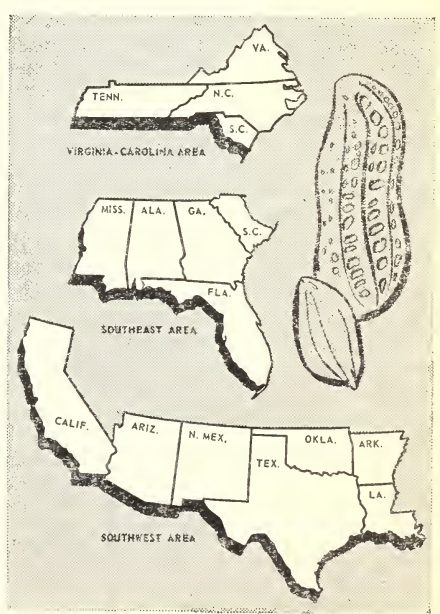 VA.
TENN.
N.C.
S.C.
VIRGINIA-CAROLINA AREA
MISS.
ALA.
GA.
S.C.
FLA.
SOUTHEAST AREA
CALIF.
ARIZ.
N. MEX.
TEX.
OKLA.
ARK.
LA.
SOUTHWEST AREA